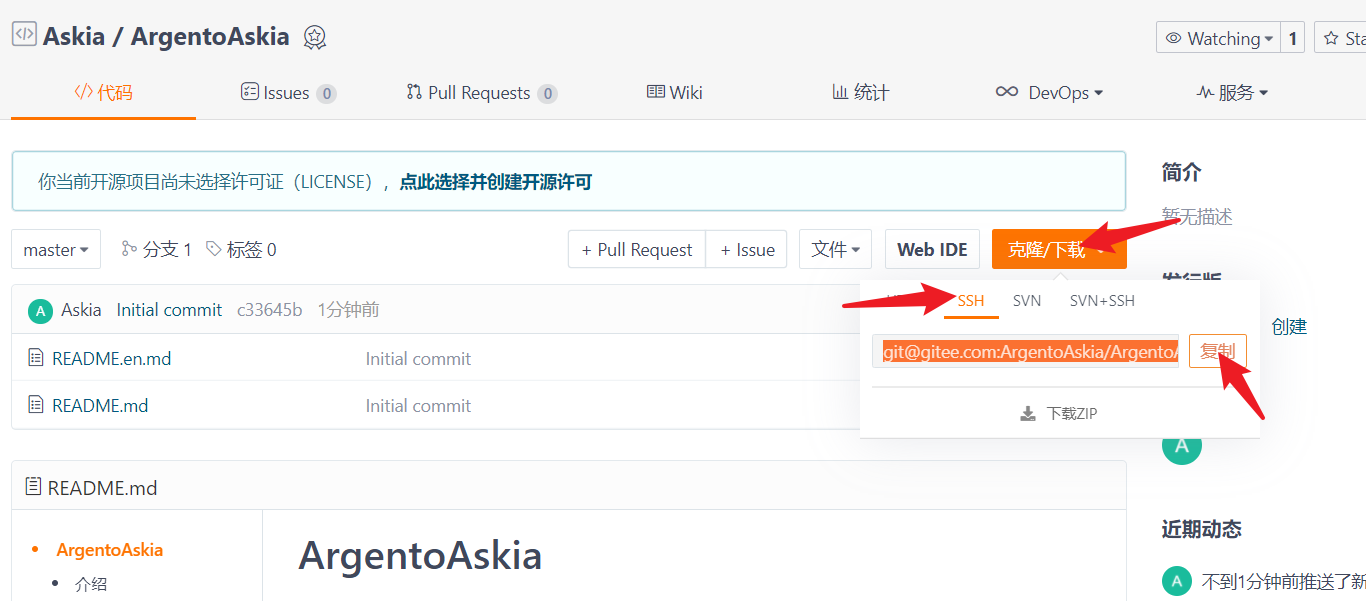 Askia / ArgentoAskia
Watching 1
代码 Issues 0 Pull Requests 0 Wiki 统计 DevOps 服务
你当前开源项目尚未选择许可证（LICENSE），点此选择并创建开源许可
简介
暂无描述
master 分支 1 标签 0 + Pull Request + Issue 文件 Web IDE 克隆/下载
发行版
Askia Initial commit c33645b 1分钟前
SSH SVN SVN+SSH
创建
README.en.md Initial commit
git@gitee.com:ArgentoAskia/Argento 复制
README.md Initial commit
下载ZIP
A
README.md
近期动态
ArgentoAskia
介绍
ArgentoAskia
A 不到1分钟前推送了新